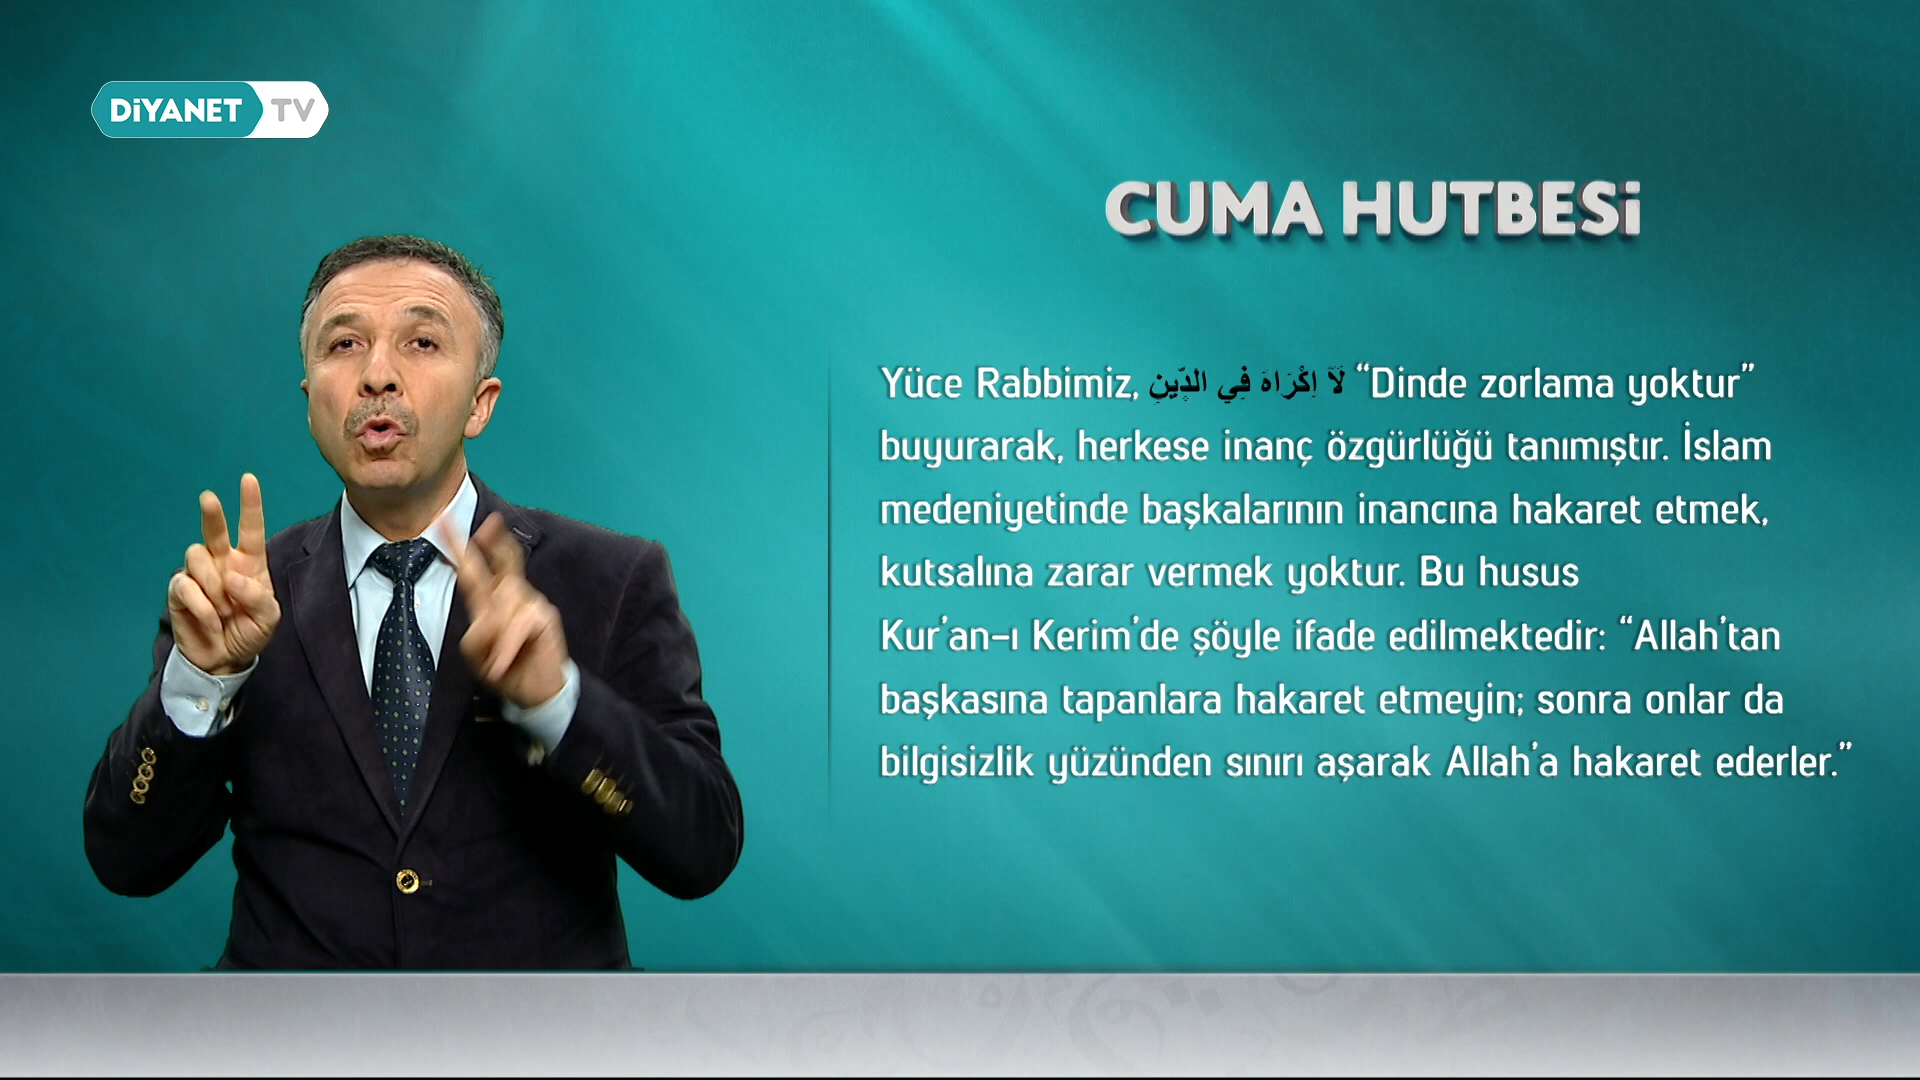 DiYANET TV
CUMA HUTBESi
Yüce Rabbimiz, لَٓا اِكْرَاهَ فِي الدّ۪ينِ “Dinde zorlama yoktur”
buyurarak, herkese inanç özgürlüğü tanımıştır. İslam
medeniyetinde başkalarının inancına hakaret etmek,
kutsalına zarar vermek yoktur. Bu husus
Kur’an-ı Kerim’de şöyle ifade edilmektedir: “Allah’tan
başkasına tapanlara hakaret etmeyin; sonra onlar da
bilgisizlik yüzünden sınırı aşarak Allah’a hakaret ederler.”